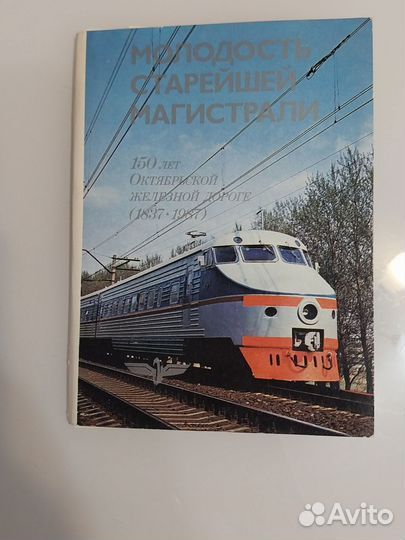 МОЛОДОСТЬ
СТАРЕЙШЕЙ
МАГИСТРАЛИ
150 ЛЕТ
ОКТЯБРЬСКОЙ
ЖЕЛЕЗНОЙ ДОРОГЕ
(1837·1987)
Avito